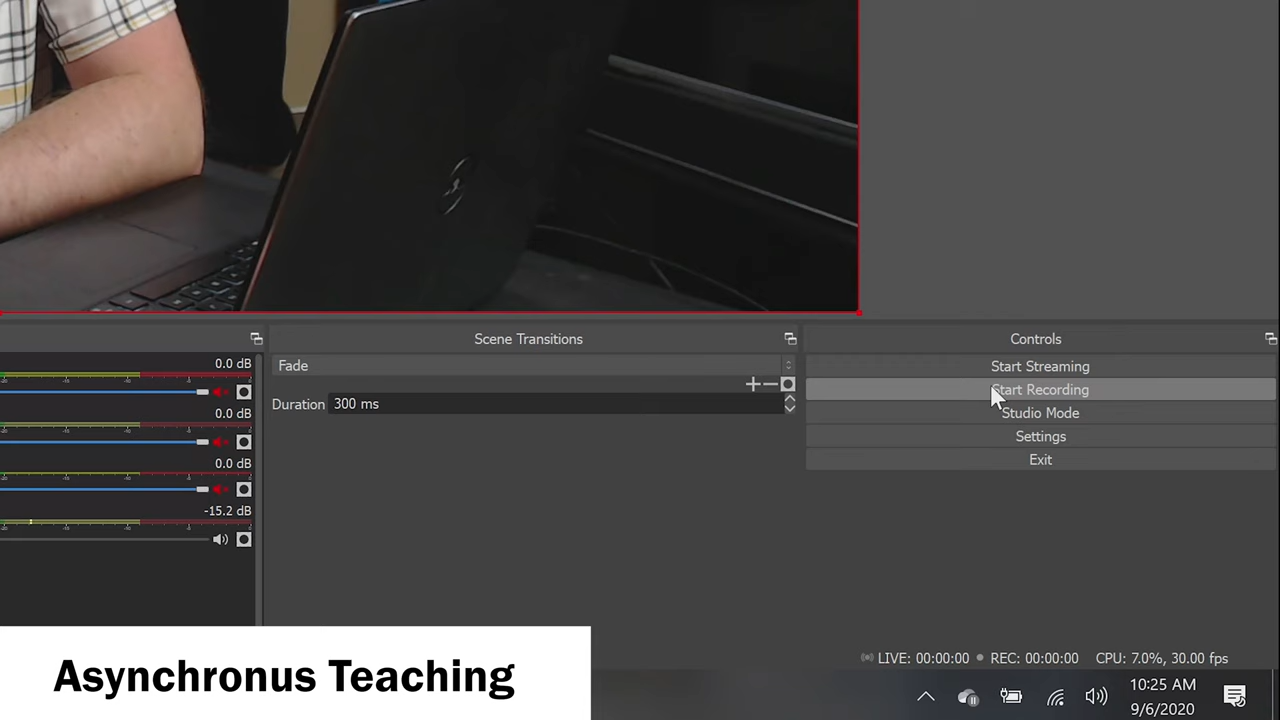 Scene Transitions
Controls
0.0 dB
Fade
Start Streaming
Start Recording
Duration 300 ms
0.0 dB
Studio Mode
Settings
0.0 dB
Exit
-15.2 dB
LIVE: 00:00:00 REC: 00:00:00 CPU: 7.0%, 30.00 fps
Asynchronus Teaching
10:25 AM
9/6/2020